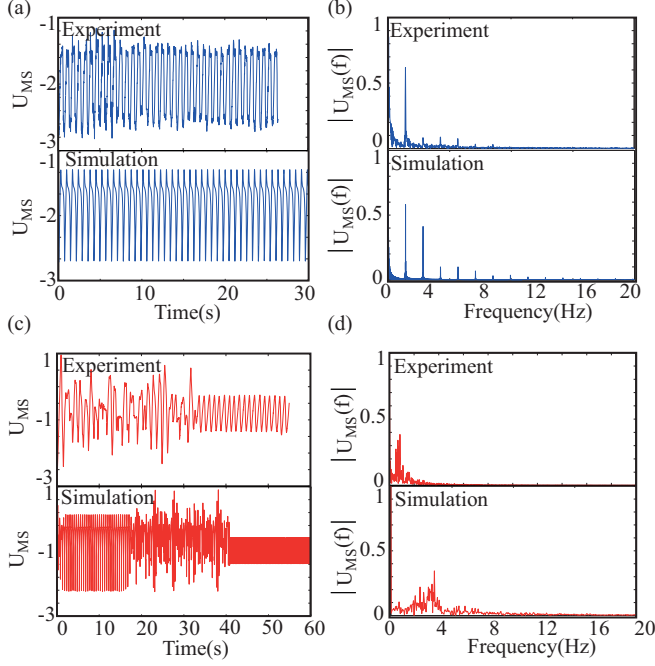 (a)
Experiment
-1
-2
-3
U_MS
Simulation
-1
-2
-3
U_MS
0 10 20 30
Time(s)
(b)
Experiment
1
0.5
0
|U_MS(f)|
Simulation
1
0.5
0
|U_MS(f)|
0 4 8 12 16 20
Frequency(Hz)
(c)
Experiment
1
-1
-3
U_MS
Simulation
1
-1
-3
U_MS
0 10 20 30 40 50 60
Time(s)
(d)
Experiment
1
0.5
0
|U_MS(f)|
Simulation
1
0.5
0
|U_MS(f)|
0 4 8 12 16 20
Frequency(Hz)